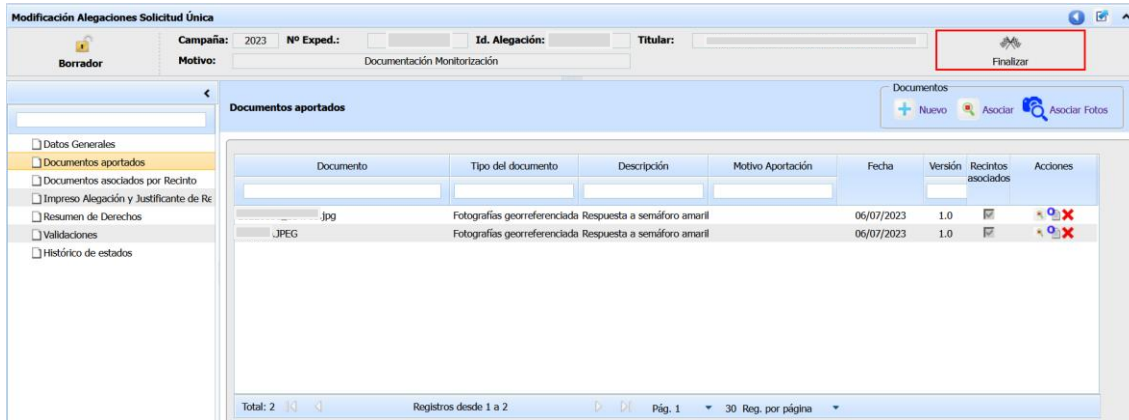 Modificación Alegaciones Solicitud Única
Borrador
Campaña: 2023 Nº Exped.: Id. Alegación: Titular:
Motivo: Documentación Monitorización
Finalizar
Documentos aportados
Documentos
Nuevo Asociar Asociar Fotos
Datos Generales
Documentos aportados
Documentos asociados por Recinto
Impreso Alegación y Justificante de Re
Resumen de Derechos
Validaciones
Histórico de estados
Documento Tipo del documento Descripción Motivo Aportación Fecha Versión Recintos asociados Acciones
.jpg Fotografías georreferenciada Respuesta a semáforo amaril 06/07/2023 1.0
.JPEG Fotografías georreferenciada Respuesta a semáforo amaril 06/07/2023 1.0
Total: 2 Registros desde 1 a 2 Pág. 1 30 Reg. por página